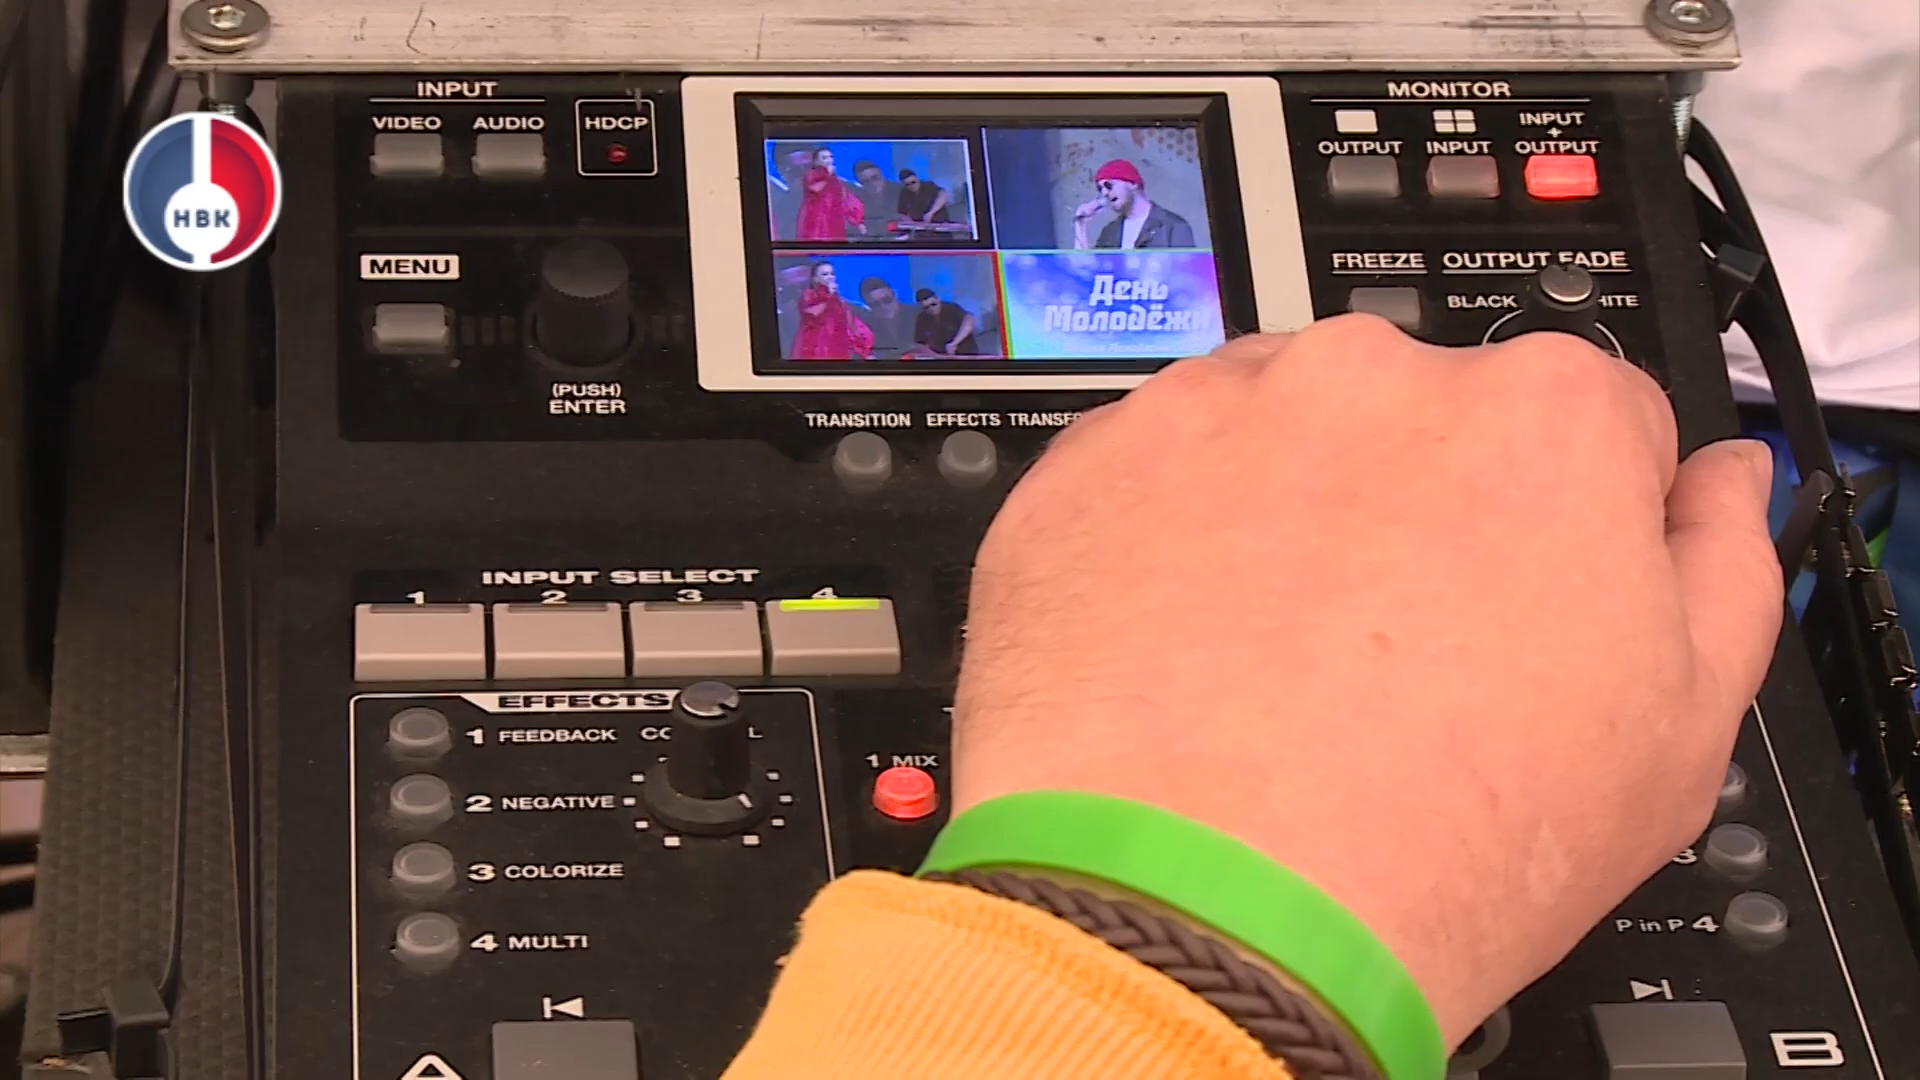 INPUT
VIDEO AUDIO HDCP
MENU
(PUSH)
ENTER
MONITOR
OUTPUT INPUT INPUT
+
OUTPUT
FREEZE OUTPUT FADE
BLACK
День
Молодёжи
TRANSITION EFFECTS
INPUT SELECT
1 2 3 4
EFFECTS
1 FEEDBACK
2 NEGATIVE
3 COLORIZE
4 MULTI
1 MIX
3
P in P 4
A
B
НВК